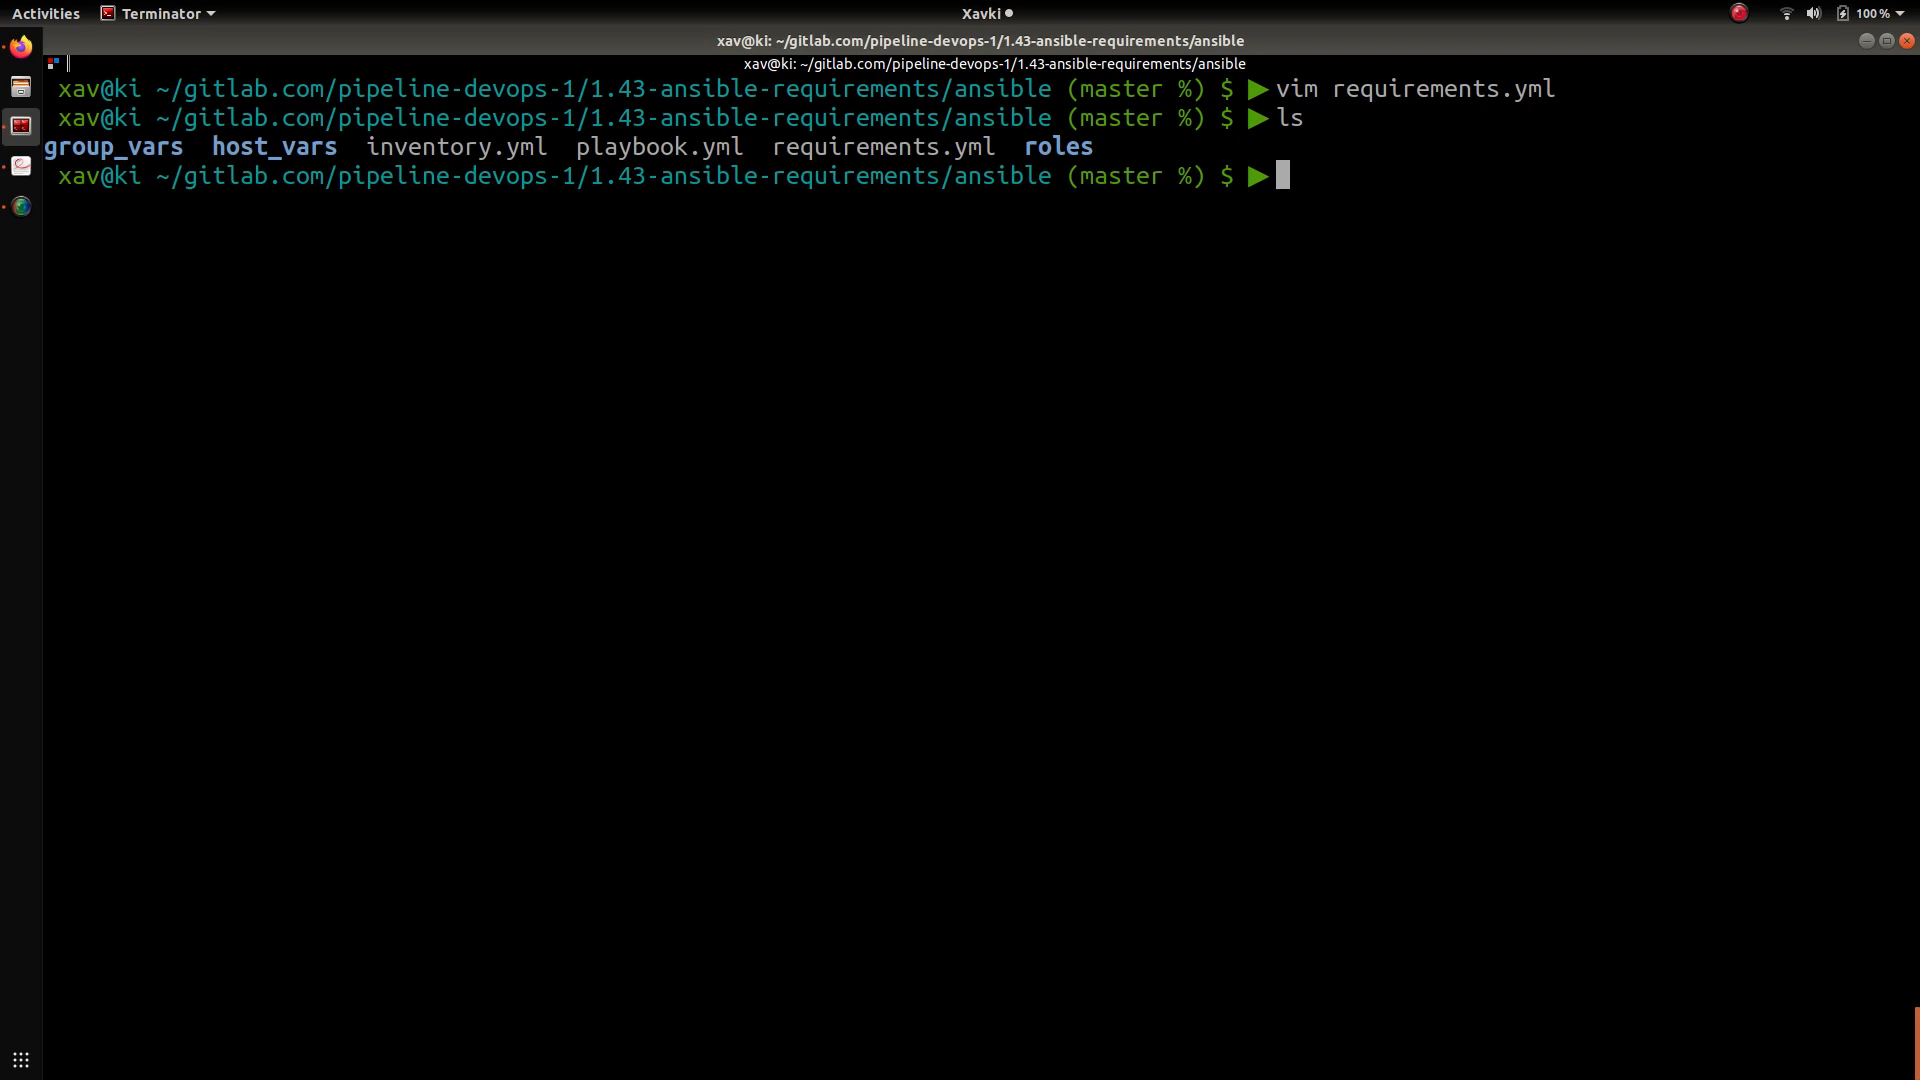 Activities Terminator Xavki 100%
xav@ki: ~/gitlab.com/pipeline-devops-1/1.43-ansible-requirements/ansible
xav@ki: ~/gitlab.com/pipeline-devops-1/1.43-ansible-requirements/ansible
xav@ki ~/gitlab.com/pipeline-devops-1/1.43-ansible-requirements/ansible (master %) $ ▶vim requirements.yml
xav@ki ~/gitlab.com/pipeline-devops-1/1.43-ansible-requirements/ansible (master %) $ ▶ls
group_vars host_vars inventory.yml playbook.yml requirements.yml roles
xav@ki ~/gitlab.com/pipeline-devops-1/1.43-ansible-requirements/ansible (master %) $ ▶